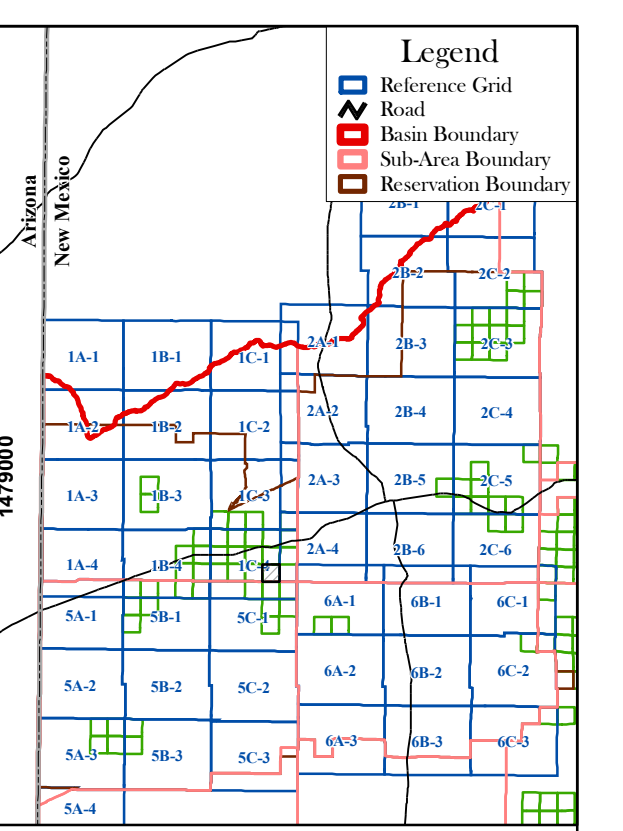 Legend
Reference Grid
Road
Basin Boundary
Sub-Area Boundary
Reservation Boundary
Arizona
New Mexico
1479000
2B-1 2C-1
2B-2 2C-2
2A-1 2B-3 2C-3
1A-1 1B-1 1C-1
2A-2 2B-4 2C-4
1A-2 1B-2 1C-2
2A-3 2B-5 2C-5
1A-3 1B-3 1C-3
2A-4 2B-6 2C-6
1A-4 1B-4 1C-4
6A-1 6B-1 6C-1
5A-1 5B-1 5C-1
6A-2 6B-2 6C-2
5A-2 5B-2 5C-2
6A-3 6B-3 6C-3
5A-3 5B-3 5C-3
5A-4